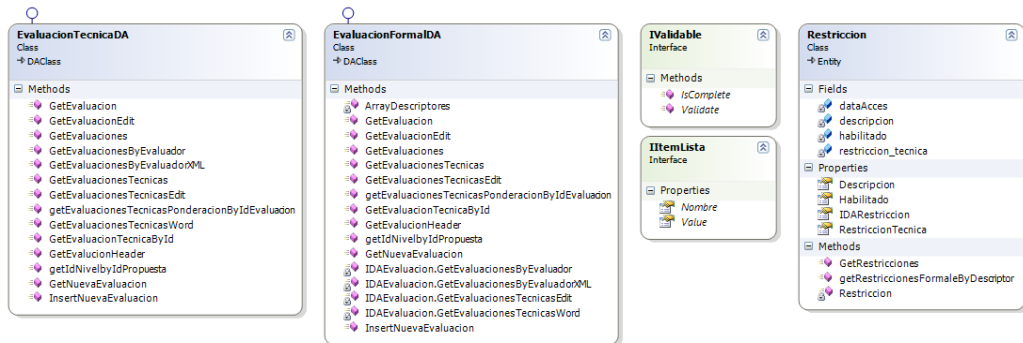 EvaluacionTecnicaDA
Class
DAClass
Methods
GetEvaluacion
GetEvaluacionEdit
GetEvaluaciones
GetEvaluacionesByEvaluador
GetEvaluacionesByEvaluadorXML
GetEvaluacionesTecnicas
GetEvaluacionesTecnicasEdit
getEvaluacionesTecnicasPonderacionByIdEvaluacion
GetEvaluacionesTecnicasWord
GetEvaluacionTecnicaById
GetEvalucionHeader
getIdNivelbyIdPropuesta
GetNuevaEvaluacion
InsertNuevaEvaluacion
EvaluacionFormalDA
Class
DAClass
Methods
ArrayDescriptores
GetEvaluacion
GetEvaluacionEdit
GetEvaluaciones
GetEvaluacionesTecnicas
GetEvaluacionesTecnicasEdit
getEvaluacionesTecnicasPonderacionByIdEvaluacion
GetEvaluacionTecnicaById
GetEvalucionHeader
getIdNivelbyIdPropuesta
GetNuevaEvaluacion
IDAEvaluacion.GetEvaluacionesByEvaluador
IDAEvaluacion.GetEvaluacionesByEvaluadorXML
IDAEvaluacion.GetEvaluacionesTecnicasEdit
IDAEvaluacion.GetEvaluacionesTecnicasWord
InsertNuevaEvaluacion
IValidable
Interface
Methods
IsComplete
Validate
IItemLista
Interface
Properties
Nombre
Value
Restriccion
Class
Entity
Fields
dataAcces
descripcion
habilitado
restriccion_tecnica
Properties
Descripcion
Habilitado
IDARestriccion
RestriccionTecnica
Methods
GetRestricciones
getRestriccionesFormaleByDescriptor
Restriccion